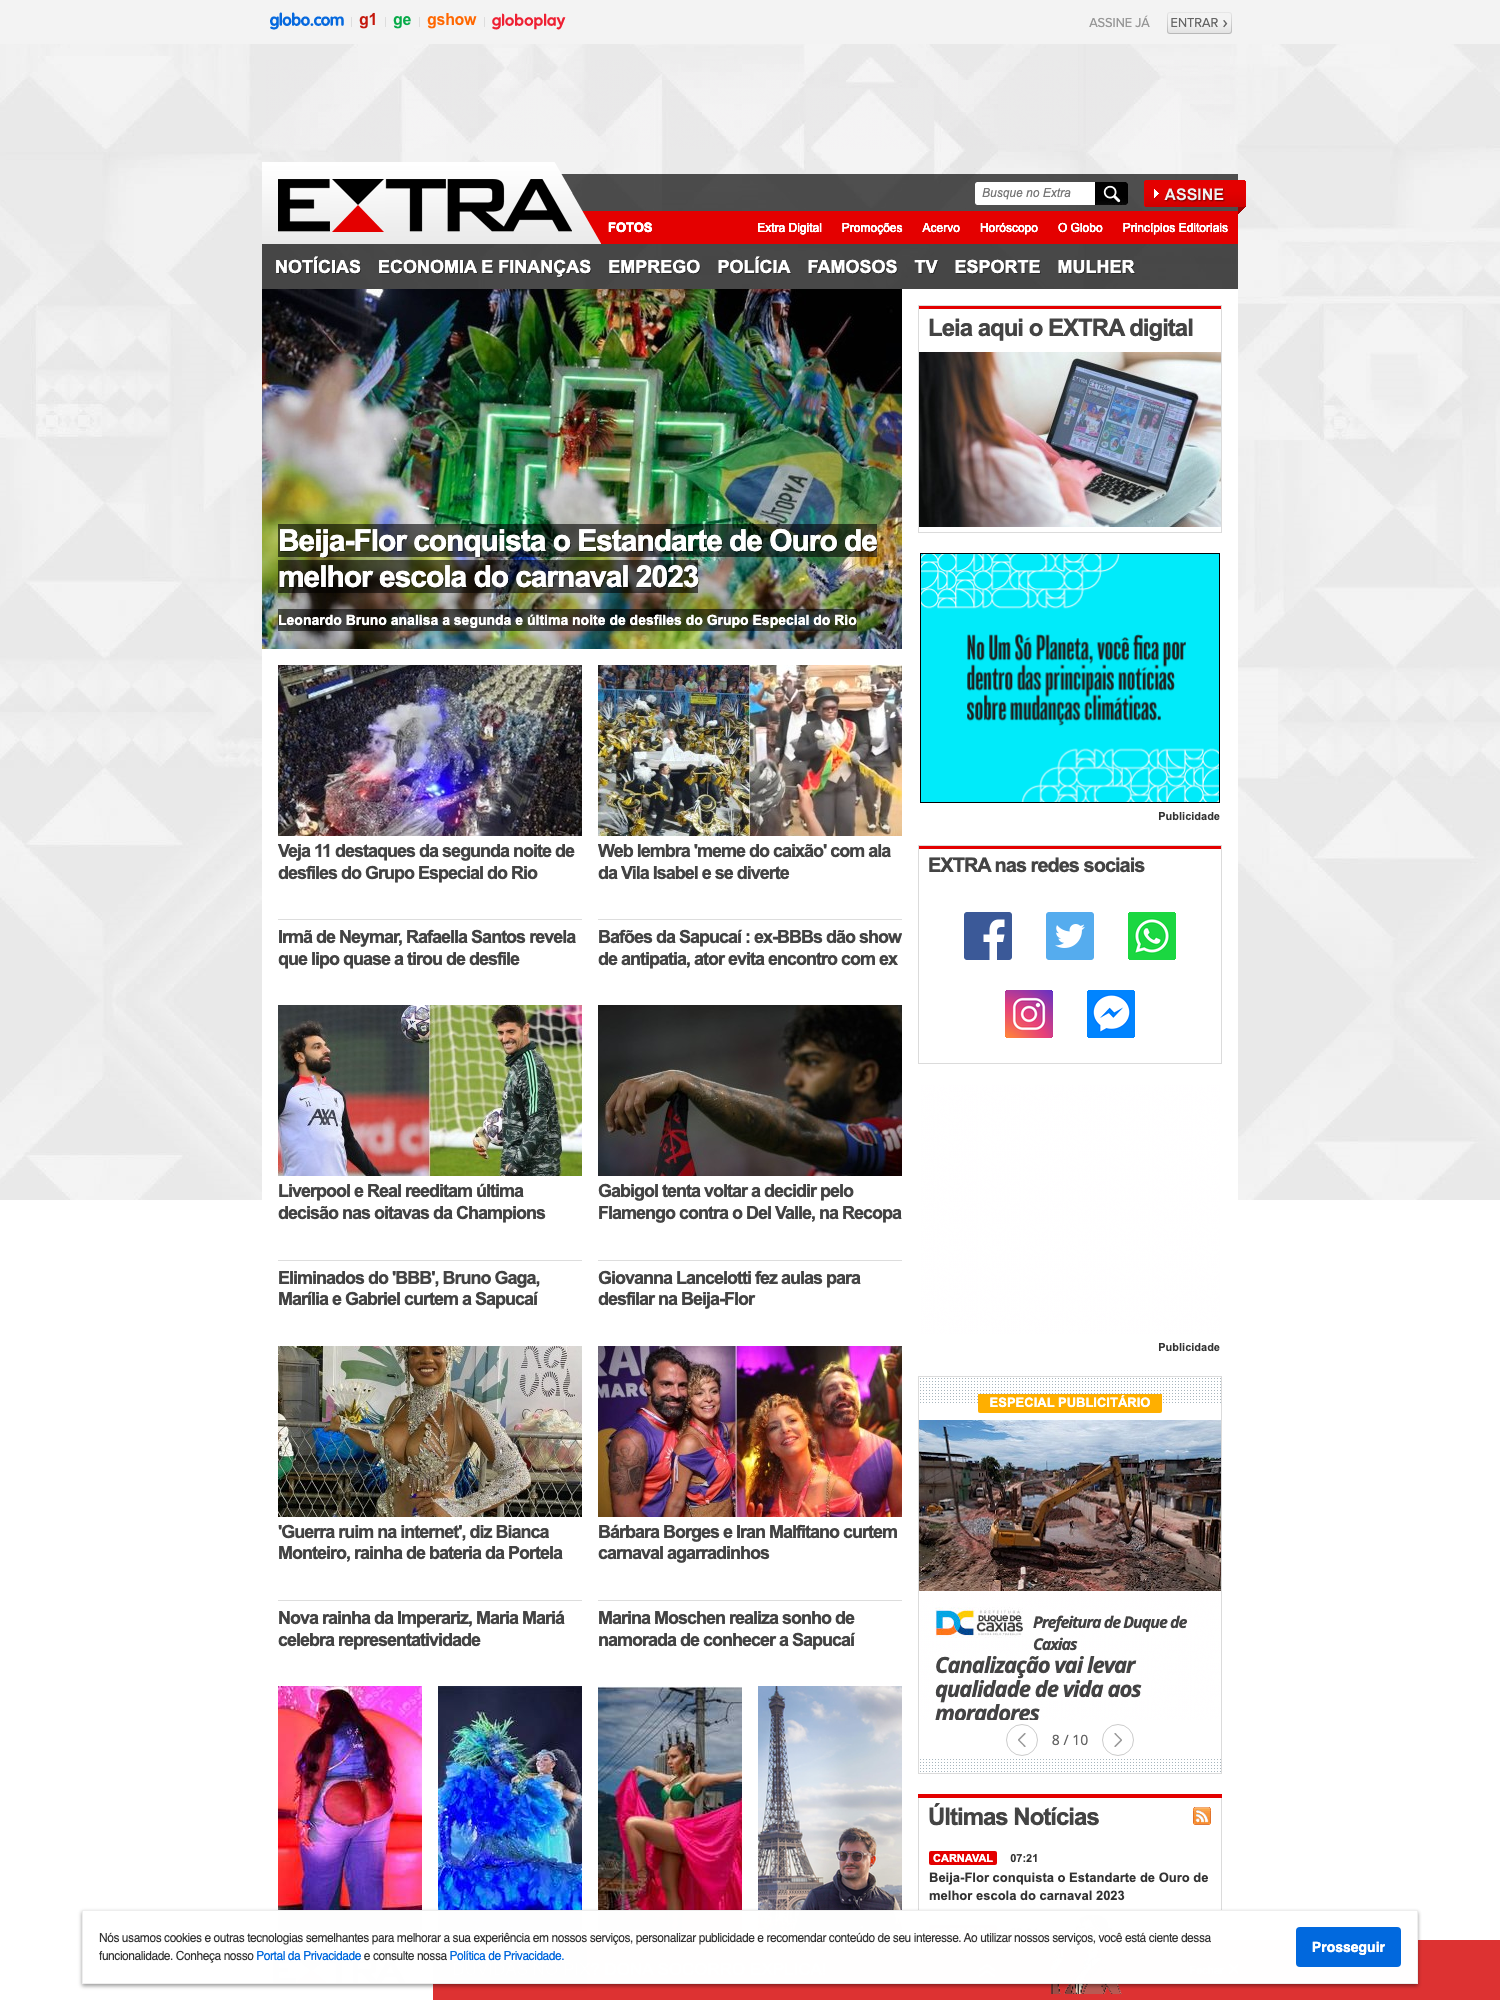 globo.com g1 ge gshow globoplay
ASSINE JÁ ENTRAR
EXTRA
Busque no Extra
ASSINE
FOTOS
Extra Digital Promoções Acervo Horóscopo O Globo Princípios Editoriais
NOTÍCIAS ECONOMIA E FINANÇAS EMPREGO POLÍCIA FAMOSOS TV ESPORTE MULHER
UTOPYA
Beija-Flor conquista o Estandarte de Ouro de
melhor escola do carnaval 2023
Leonardo Bruno analisa a segunda e última noite de desfiles do Grupo Especial do Rio
Veja 11 destaques da segunda noite de
desfiles do Grupo Especial do Rio
Web lembra 'meme do caixão' com ala
da Vila Isabel e se diverte
Irmã de Neymar, Rafaella Santos revela
que lipo quase a tirou de desfile
Bafões da Sapucaí : ex-BBBs dão show
de antipatia, ator evita encontro com ex
AXA
Liverpool e Real reeditam última
decisão nas oitavas da Champions
Gabigol tenta voltar a decidir pelo
Flamengo contra o Del Valle, na Recopa
Eliminados do 'BBB', Bruno Gaga,
Marília e Gabriel curtem a Sapucaí
Giovanna Lancelotti fez aulas para
desfilar na Beija-Flor
'Guerra ruim na internet', diz Bianca
Monteiro, rainha de bateria da Portela
Bárbara Borges e Iran Malfitano curtem
carnaval agarradinhos
Nova rainha da Imperariz, Maria Mariá
celebra representatividade
Marina Moschen realiza sonho de
namorada de conhecer a Sapucaí
Leia aqui o EXTRA digital
No Um Só Planeta, você fica por
dentro das principais notícias
sobre mudanças climáticas.
Publicidade
EXTRA nas redes sociais
Publicidade
ESPECIAL PUBLICITÁRIO
PREFEITURA
DUQUE DE
CAXIAS
Prefeitura de Duque de
Caxias
Canalização vai levar
qualidade de vida aos
moradores
8 / 10
Últimas Notícias
CARNAVAL 07:21
Beija-Flor conquista o Estandarte de Ouro de
melhor escola do carnaval 2023
Nós usamos cookies e outras tecnologias semelhantes para melhorar a sua experiência em nossos serviços, personalizar publicidade e recomendar conteúdo de seu interesse. Ao utilizar nossos serviços, você está ciente dessa
funcionalidade. Conheça nosso Portal da Privacidade e consulte nossa Política de Privacidade.
Prosseguir